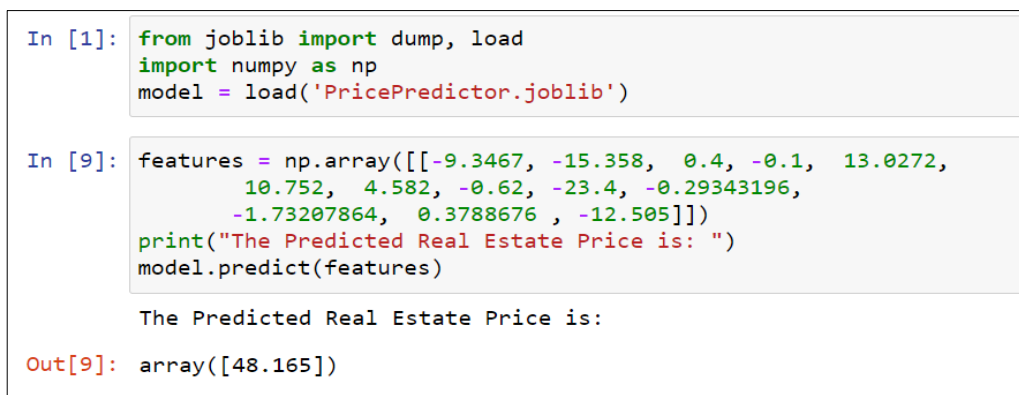 In [1]: from joblib import dump, load
import numpy as np
model = load('PricePredictor.joblib')
In [9]: features = np.array([[-9.3467, -15.358,  0.4, -0.1,  13.0272,
10.752,  4.582, -0.62, -23.4, -0.29343196,
-1.73207864,  0.3788676 , -12.505]])
print("The Predicted Real Estate Price is: ")
model.predict(features)
The Predicted Real Estate Price is:
Out[9]: array([48.165])